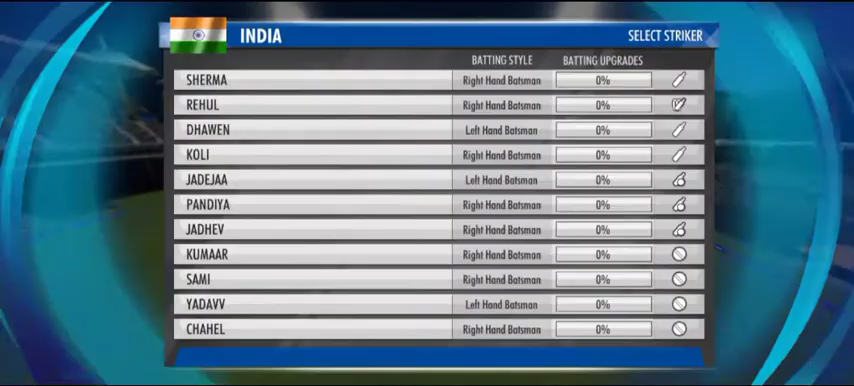 INDIA SELECT STRIKER
BATTING STYLE BATTING UPGRADES
SHERMA Right Hand Batsman 0%
REHUL Right Hand Batsman 0%
DHAWEN Left Hand Batsman 0%
KOLI Right Hand Batsman 0%
JADEJAA Left Hand Batsman 0%
PANDIYA Right Hand Batsman 0%
JADHEV Right Hand Batsman 0%
KUMAAR Right Hand Batsman 0%
SAMI Right Hand Batsman 0%
YADAVV Left Hand Batsman 0%
CHAHEL Right Hand Batsman 0%